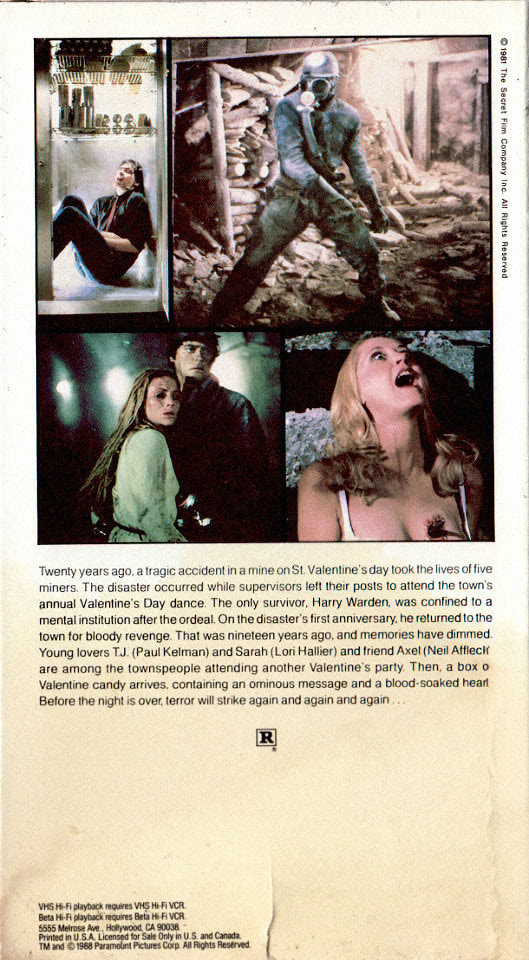 © 1981 The Secret Film Company Inc. All Rights Reserved
Twenty years ago, a tragic accident in a mine on St. Valentine's day took the lives of five
miners. The disaster occurred while supervisors left their posts to attend the town's
annual Valentine's Day dance. The only survivor, Harry Warden, was confined to a
mental institution after the ordeal. On the disaster's first anniversary, he returned to the
town for bloody revenge. That was nineteen years ago, and memories have dimmed.
Young lovers T.J. (Paul Kelman) and Sarah (Lori Hallier) and friend Axel (Neil Affleck
are among the townspeople attending another Valentine's party. Then, a box o
Valentine candy arrives, containing an ominous message and a blood-soaked heart
Before the night is over, terror will strike again and again and again . . .
R
VHS Hi-Fi playback requires VHS Hi-Fi VCR.
Beta Hi-Fi playback requires Beta Hi-Fi VCR.
5555 Melrose Ave., Hollywood, CA 90038
Printed in U.S.A. Licensed for Sale Only in U.S. and Canada.
TM and © 1988 Paramount Pictures Corp. All Rights Reserved.